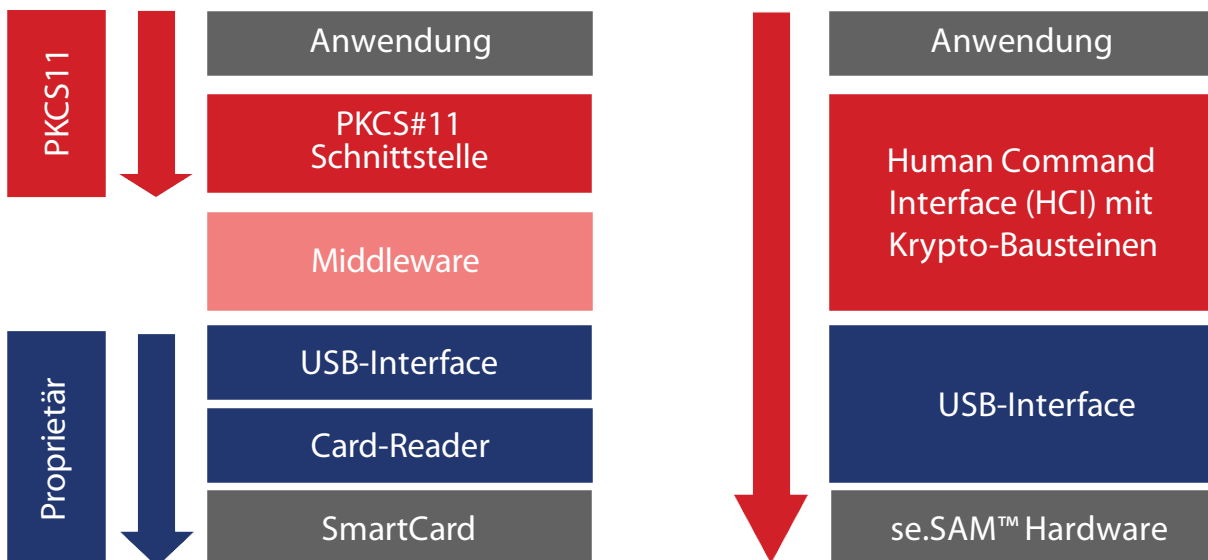 PKCS11
Proprietär
Anwendung
PKCS#11
Schnittstelle
Middleware
USB-Interface
Card-Reader
SmartCard
Anwendung
Human Command
Interface (HCI) mit
Krypto-Bausteinen
USB-Interface
se.SAM™ Hardware